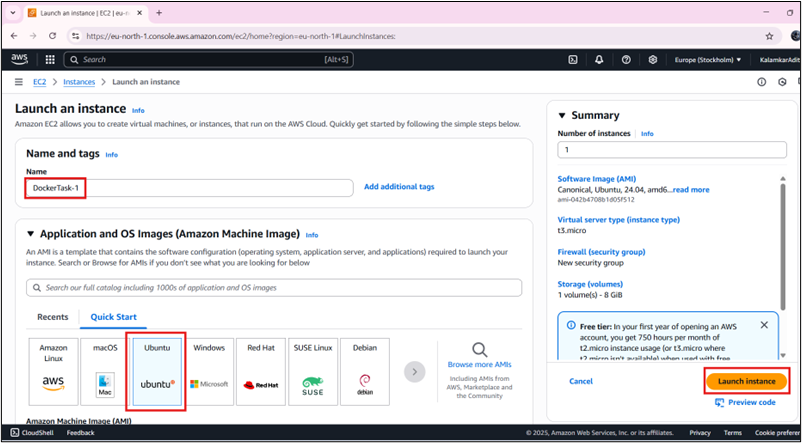 Launch an instance | EC2 | eu-n
https://eu-north-1.console.aws.amazon.com/ec2/home?region=eu-north-1#LaunchInstances:
aws
Search
[Alt+S]
Europe (Stockholm)
KalamkarAdit
EC2 > Instances > Launch an instance
Launch an instance Info
Amazon EC2 allows you to create virtual machines, or instances, that run on the AWS Cloud. Quickly get started by following the simple steps below.
Name and tags Info
Name
DockerTask-1
Add additional tags
Application and OS Images (Amazon Machine Image) Info
An AMI is a template that contains the software configuration (operating system, application server, and applications) required to launch your
instance. Search or Browse for AMIs if you don't see what you are looking for below
Search our full catalog including 1000s of application and OS images
Recents
Quick Start
Amazon
Linux
aws
macOS
Mac
Ubuntu
ubuntu
Windows
Microsoft
Red Hat
Red Hat
SUSE Linux
SUSE
Debian
debian
Browse more AMIs
Including AMIs from
AWS, Marketplace and
the Community
Amazon Machine Image (AMI)
Summary
Number of instances Info
1
Software Image (AMI)
Canonical, Ubuntu, 24.04, amd6...read more
ami-042b4708b1d05f512
Virtual server type (instance type)
t3.micro
Firewall (security group)
New security group
Storage (volumes)
1 volume(s) - 8 GiB
Free tier: In your first year of opening an AWS
account, you get 750 hours per month of
t2.micro instance usage (or t3.micro where
t2.micro isn't available) when used with free
Cancel
Launch instance
Preview code
CloudShell
Feedback
© 2025, Amazon Web Services, Inc. or its affiliates.
Privacy
Terms
Cookie preferen